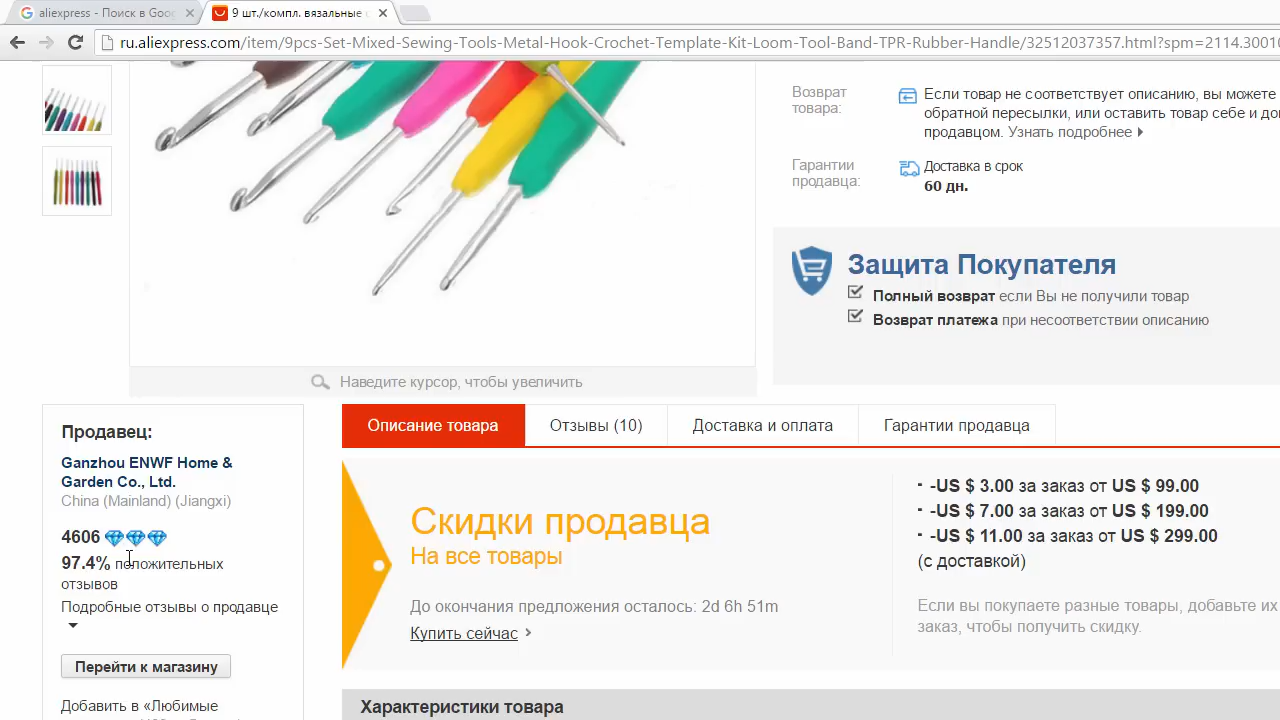 aliexpress - Поиск в Goo
9 шт./компл. вязальные
ru.aliexpress.com/item/9pcs-Set-Mixed-Sewing-Tools-Metal-Hook-Crochet-Template-Kit-Loom-Tool-Band-TPR-Rubber-Handle/32512037357.html?spm=2114.3001
Возврат
товара:
Если товар не соответствует описанию, вы можете
обратной пересылки, или оставить товар себе и до
продавцом. Узнать подробнее
Гарантии
продавца:
Доставка в срок
60 дн.
Защита Покупателя
Полный возврат если Вы не получили товар
Возврат платежа при несоответствии описанию
Наведите курсор, чтобы увеличить
Продавец:
Ganzhou ENWF Home &
Garden Co., Ltd.
China (Mainland) (Jiangxi)
4606
97.4% положительных
отзывов
Подробные отзывы о продавце
Перейти к магазину
Добавить в «Любимые
Описание товара
Отзывы (10)
Доставка и оплата
Гарантии продавца
Скидки продавца
На все товары
До окончания предложения осталось: 2d 6h 51m
Купить сейчас
-US $ 3.00 за заказ от US $ 99.00
-US $ 7.00 за заказ от US $ 199.00
-US $ 11.00 за заказ от US $ 299.00
(с доставкой)
Если вы покупаете разные товары, добавьте их
заказ, чтобы получить скидку.
Характеристики товара